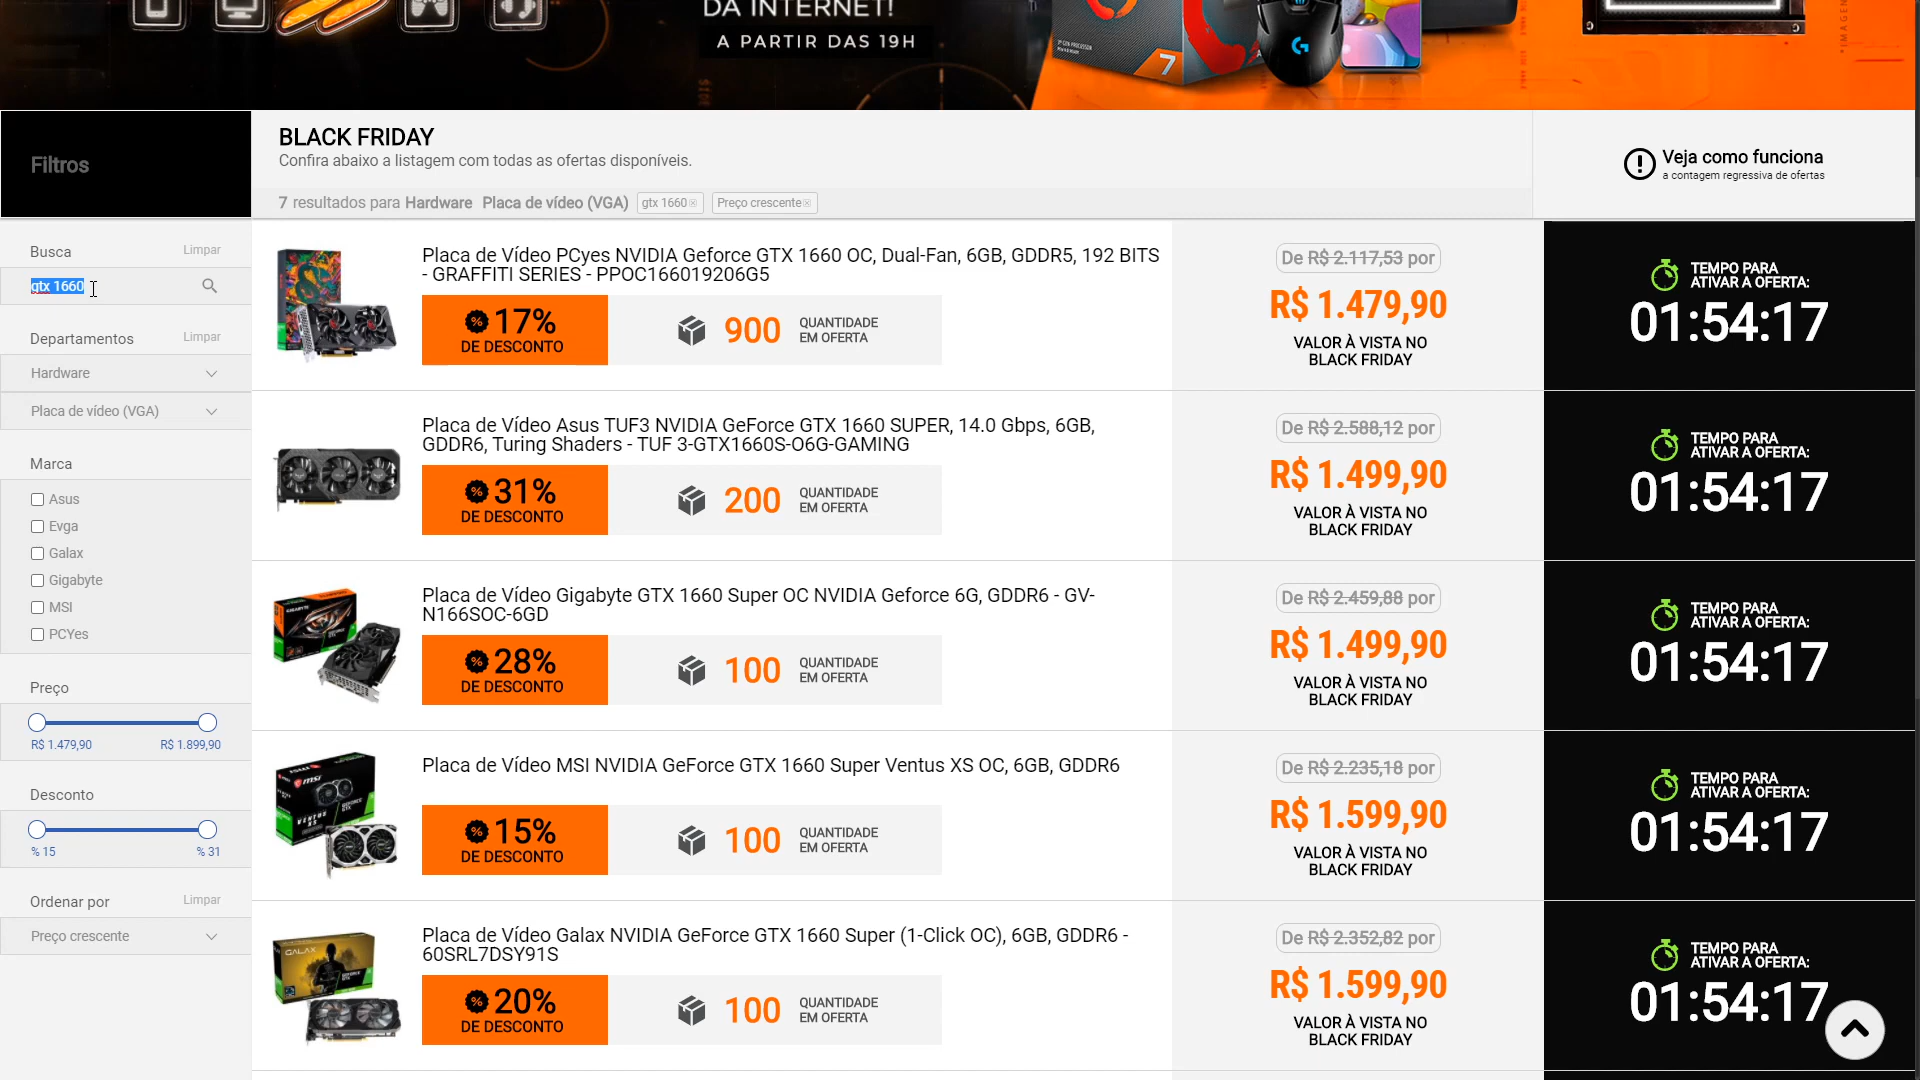 DA INTERNET!
A PARTIR DAS 19H
7
Filtros
BLACK FRIDAY
Confira abaixo a listagem com todas as ofertas disponíveis.
Veja como funciona
a contagem regressiva de ofertas
7 resultados para Hardware Placa de vídeo (VGA) gtx 1660 Preço crescente
Busca Limpar
gtx 1660
Departamentos Limpar
Hardware
Placa de vídeo (VGA)
Marca
Asus
Evga
Galax
Gigabyte
MSI
PCYes
Preço
R$ 1.479,90 R$ 1.899,90
Desconto
% 15 % 31
Ordenar por Limpar
Preço crescente
Placa de Vídeo PCyes NVIDIA Geforce GTX 1660 OC, Dual-Fan, 6GB, GDDR5, 192 BITS
- GRAFFITI SERIES - PPOC166019206G5
17%
DE DESCONTO
900 QUANTIDADE
EM OFERTA
De R$ 2.117,53 por
R$ 1.479,90
VALOR À VISTA NO
BLACK FRIDAY
TEMPO PARA
ATIVAR A OFERTA:
01:54:17
Placa de Vídeo Asus TUF3 NVIDIA GeForce GTX 1660 SUPER, 14.0 Gbps, 6GB,
GDDR6, Turing Shaders - TUF 3-GTX1660S-O6G-GAMING
31%
DE DESCONTO
200 QUANTIDADE
EM OFERTA
De R$ 2.588,12 por
R$ 1.499,90
VALOR À VISTA NO
BLACK FRIDAY
TEMPO PARA
ATIVAR A OFERTA:
01:54:17
Placa de Vídeo Gigabyte GTX 1660 Super OC NVIDIA Geforce 6G, GDDR6 - GV-
N166SOC-6GD
28%
DE DESCONTO
100 QUANTIDADE
EM OFERTA
De R$ 2.459,88 por
R$ 1.499,90
VALOR À VISTA NO
BLACK FRIDAY
TEMPO PARA
ATIVAR A OFERTA:
01:54:17
Placa de Vídeo MSI NVIDIA GeForce GTX 1660 Super Ventus XS OC, 6GB, GDDR6
15%
DE DESCONTO
100 QUANTIDADE
EM OFERTA
De R$ 2.235,18 por
R$ 1.599,90
VALOR À VISTA NO
BLACK FRIDAY
TEMPO PARA
ATIVAR A OFERTA:
01:54:17
Placa de Vídeo Galax NVIDIA GeForce GTX 1660 Super (1-Click OC), 6GB, GDDR6 -
60SRL7DSY91S
20%
DE DESCONTO
100 QUANTIDADE
EM OFERTA
De R$ 2.352,82 por
R$ 1.599,90
VALOR À VISTA NO
BLACK FRIDAY
TEMPO PARA
ATIVAR A OFERTA:
01:54:17